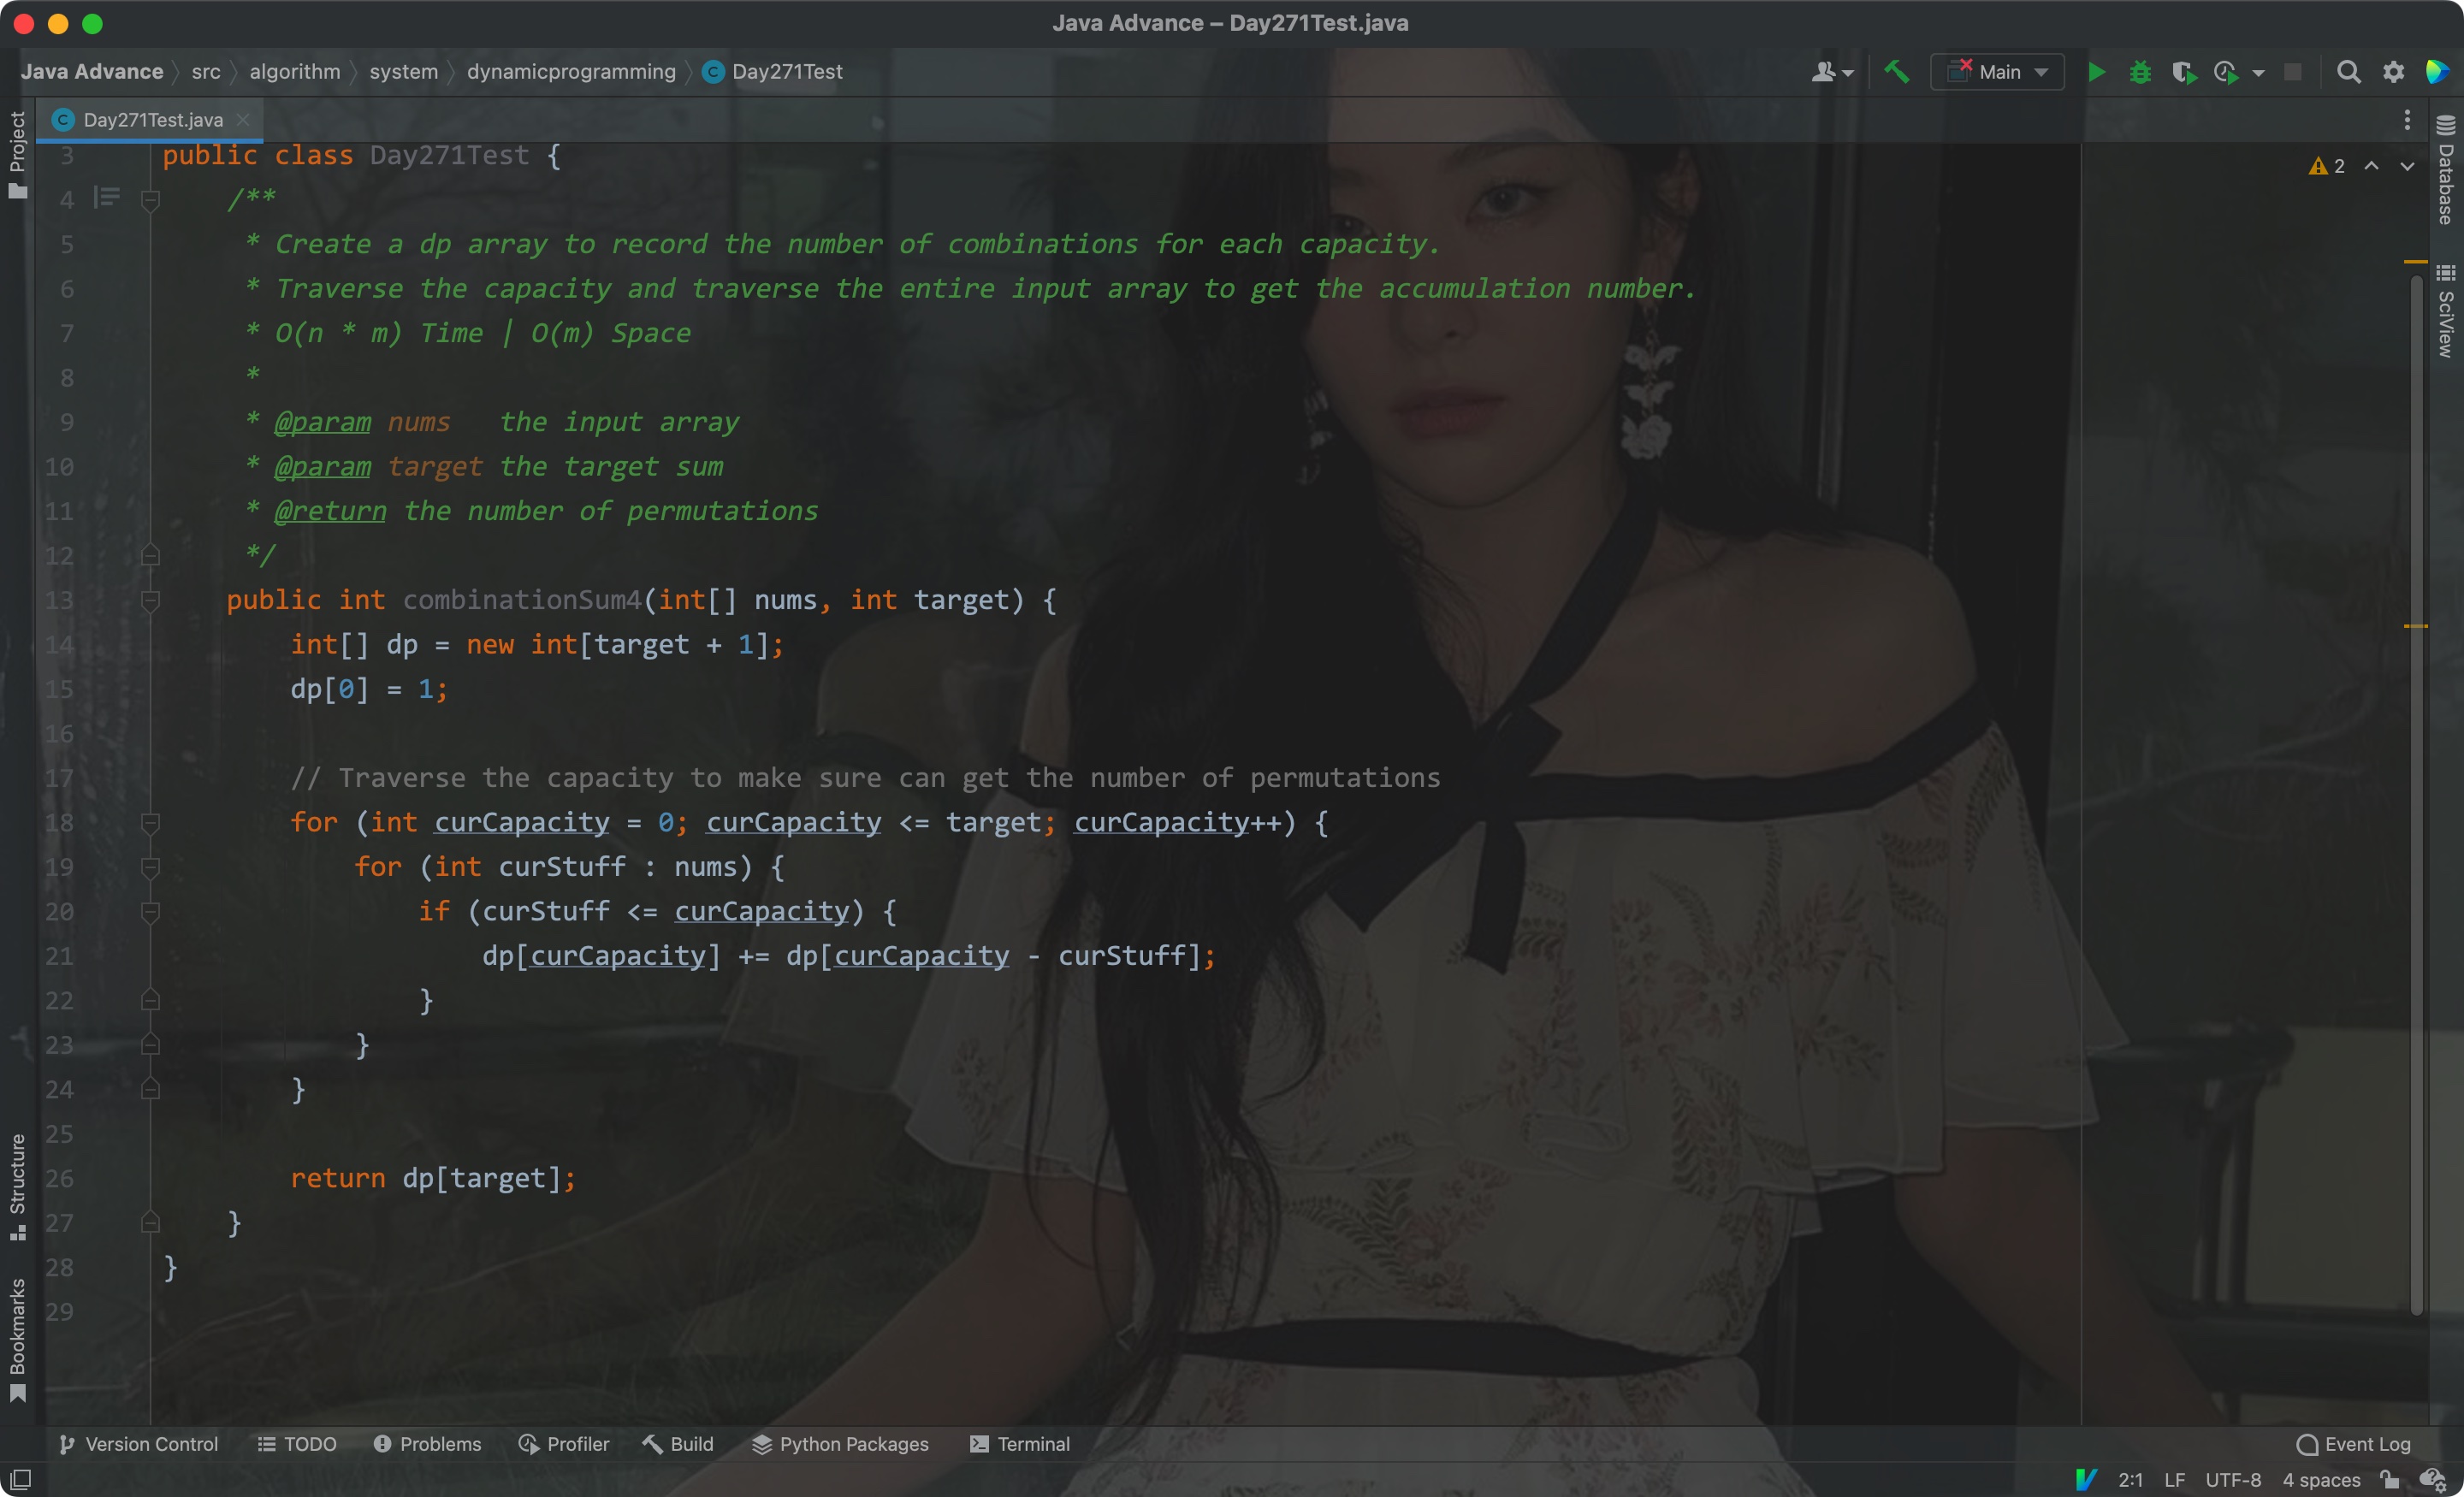 Java Advance – Day271Test.java
Java Advance src algorithm system dynamicprogramming Day271Test Main
Project
Day271Test.java
Database
2
SciView
3 public class Day271Test {
4 /**
5 * Create a dp array to record the number of combinations for each capacity.
6 * Traverse the capacity and traverse the entire input array to get the accumulation number.
7 * O(n * m) Time | O(m) Space
8 *
9 * @param nums   the input array
10 * @param target the target sum
11 * @return the number of permutations
12 */
13 public int combinationSum4(int[] nums, int target) {
14 int[] dp = new int[target + 1];
15 dp[0] = 1;
16
17 // Traverse the capacity to make sure can get the number of permutations
18 for (int curCapacity = 0; curCapacity <= target; curCapacity++) {
19 for (int curStuff : nums) {
20 if (curStuff <= curCapacity) {
21 dp[curCapacity] += dp[curCapacity - curStuff];
22 }
23 }
24 }
25
26 return dp[target];
27 }
28 }
29
Structure
Bookmarks
Version Control TODO Problems Profiler Build Python Packages Terminal Event Log
2:1 LF UTF-8 4 spaces